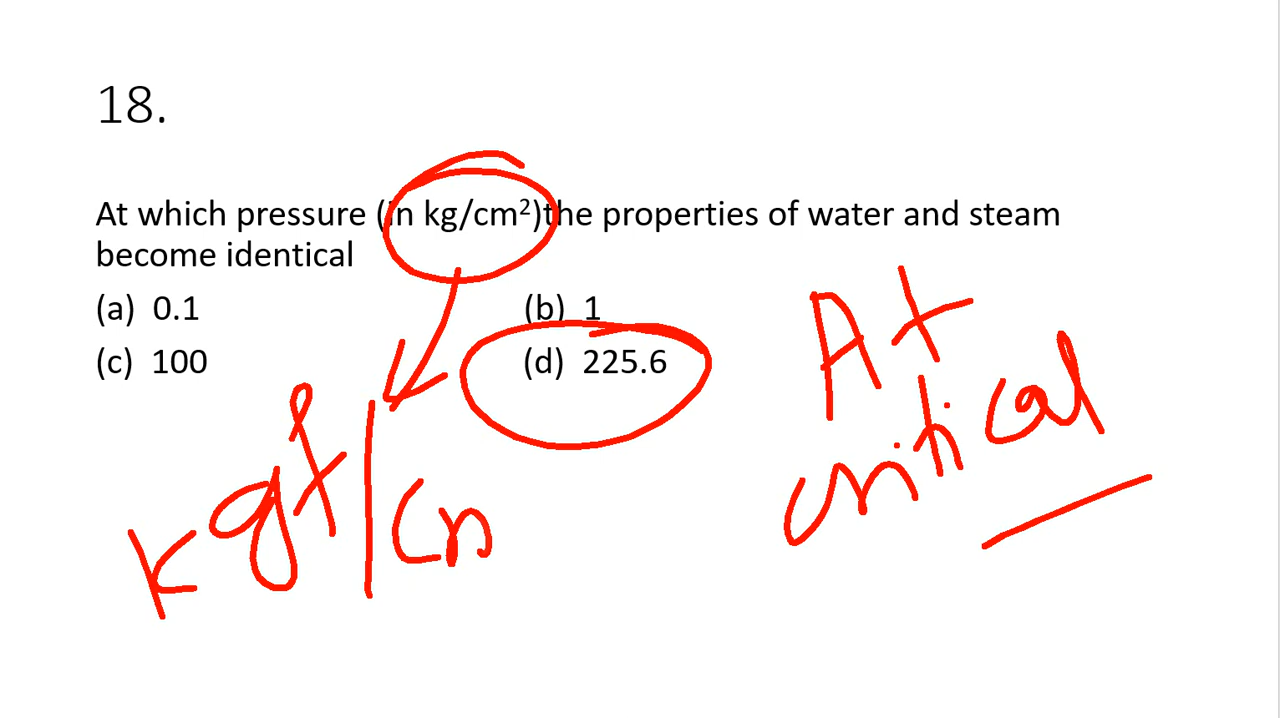 18.
At which pressure (in kg/cm²)the properties of water and steam
become identical
(a) 0.1 (b) 1
(c) 100 (d) 225.6
At
critical
kgf/cm